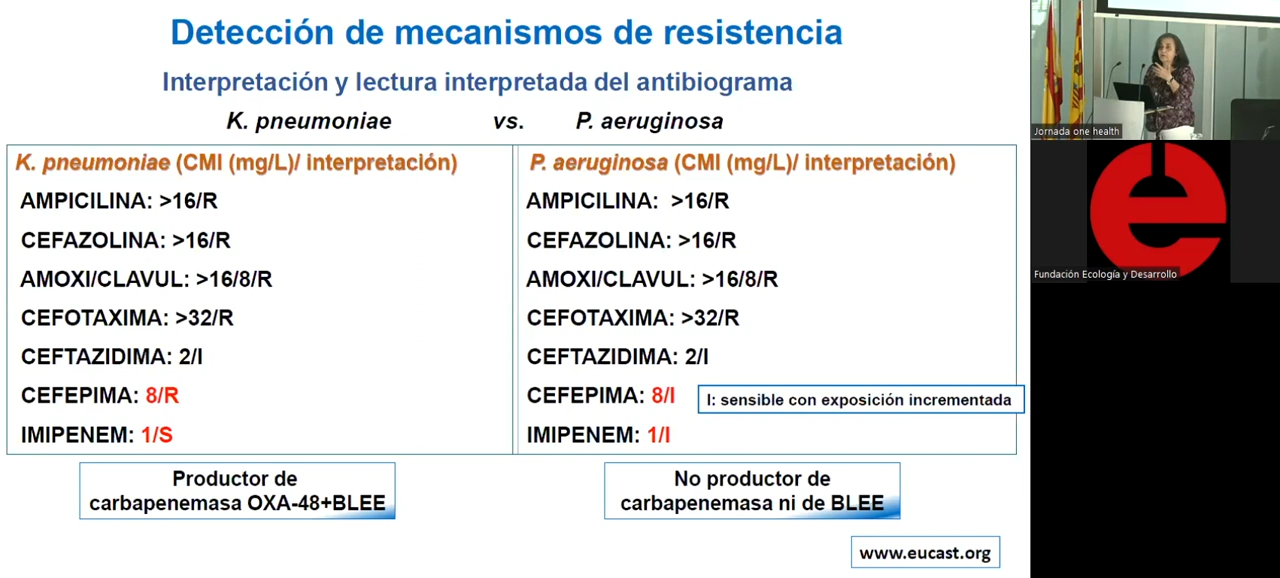 Detección de mecanismos de resistencia
Interpretación y lectura interpretada del antibiograma
K. pneumoniae vs. P. aeruginosa
K. pneumoniae (CMI (mg/L)/ interpretación)
AMPICILINA: >16/R
CEFAZOLINA: >16/R
AMOXI/CLAVUL: >16/8/R
CEFOTAXIMA: >32/R
CEFTAZIDIMA: 2/I
CEFEPIMA: 8/R
IMIPENEM: 1/S
Productor de
carbapenemasa OXA-48+BLEE
P. aeruginosa (CMI (mg/L)/ interpretación)
AMPICILINA: >16/R
CEFAZOLINA: >16/R
AMOXI/CLAVUL: >16/8/R
CEFOTAXIMA: >32/R
CEFTAZIDIMA: 2/I
CEFEPIMA: 8/I
I: sensible con exposición incrementada
IMIPENEM: 1/I
No productor de
carbapenemasa ni de BLEE
www.eucast.org
Jornada one health
e
Fundación Ecología y Desarrollo